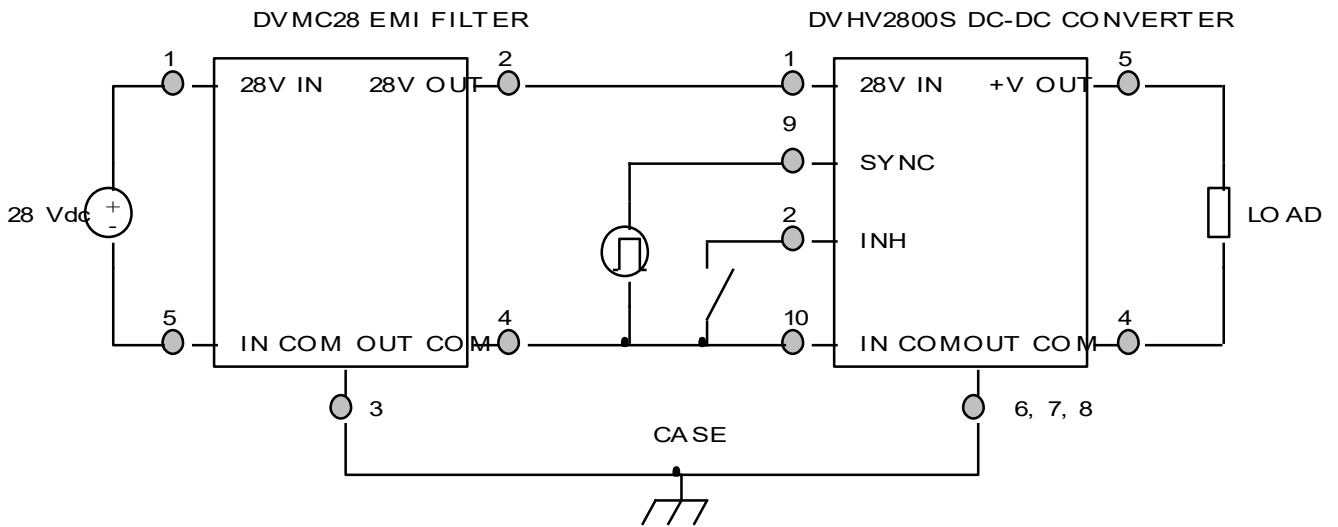 DVMC28 EMI FILTER
DVHV2800S DC-DC CONVERTER
1
2
1
5
28V IN
28V OUT
28V IN
+V OUT
9
SYNC
28 Vdc
+
-
2
LOAD
INH
5
4
10
4
IN COM
OUT COM
IN COM
OUT COM
3
6, 7, 8
CASE